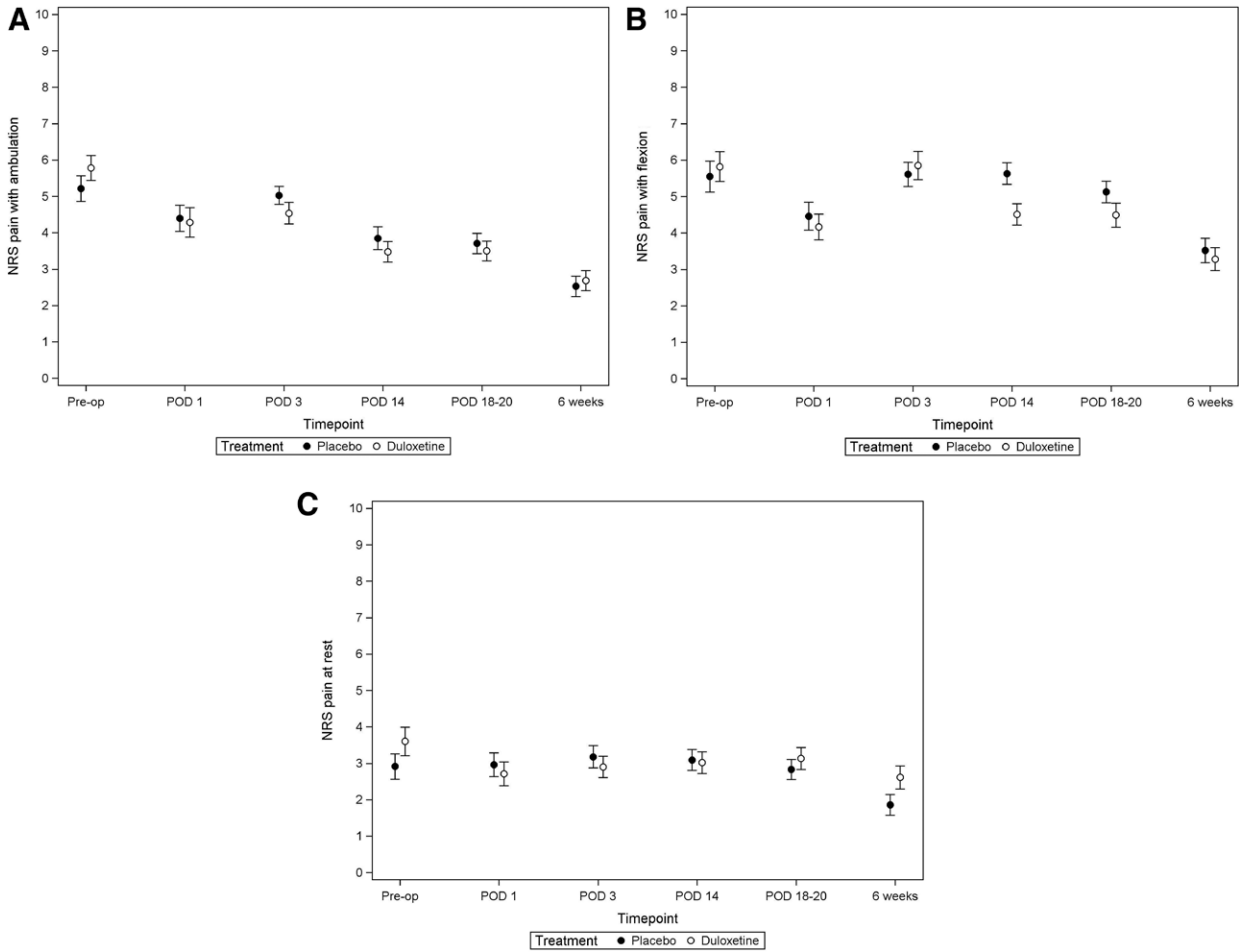 A
NRS pain with ambulation
10
9
8
7
6
5
4
3
2
1
0
Pre-op POD 1 POD 3 POD 14 POD 18-20 6 weeks
Timepoint
Treatment Placebo Duloxetine
B
NRS pain with flexion
10
9
8
7
6
5
4
3
2
1
0
Pre-op POD 1 POD 3 POD 14 POD 18-20 6 weeks
Timepoint
Treatment Placebo Duloxetine
C
NRS pain at rest
10
9
8
7
6
5
4
3
2
1
0
Pre-op POD 1 POD 3 POD 14 POD 18-20 6 weeks
Timepoint
Treatment Placebo Duloxetine